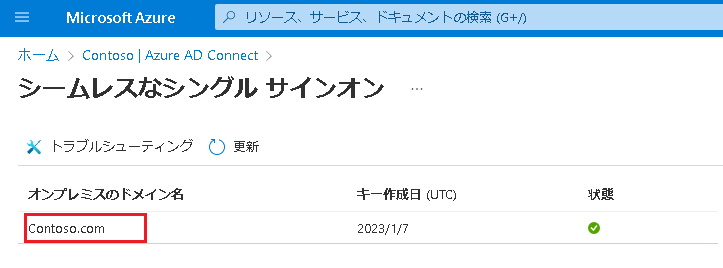 Microsoft Azure
リソース、サービス、ドキュメントの検索 (G+/)
ホーム > Contoso | Azure AD Connect >
シームレスなシングル サインオン ...
トラブルシューティング 更新
オンプレミスのドメイン名 キー作成日 (UTC) 状態
Contoso.com 2023/1/7